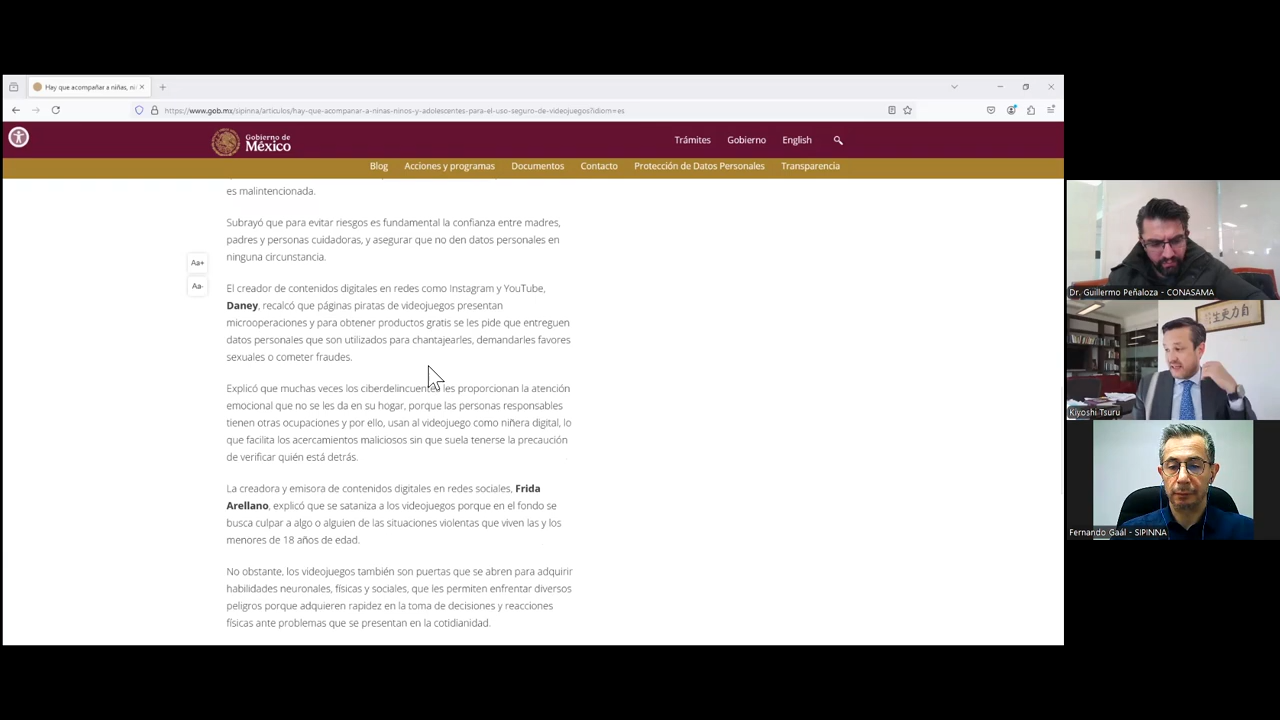 Hay que acompañar a niñas, ni
https://www.gob.mx/sipinna/articulos/hay-que-acompanar-a-ninas-ninos-y-adolescentes-para-el-uso-seguro-de-videojuegos?idiom=es
Gobierno de
México
Trámites
Gobierno
English
Blog
Acciones y programas
Documentos
Contacto
Protección de Datos Personales
Transparencia
es malintencionada.
Subrayó que para evitar riesgos es fundamental la confianza entre madres,
padres y personas cuidadoras, y asegurar que no den datos personales en
ninguna circunstancia.
Aa+
Aa-
El creador de contenidos digitales en redes como Instagram y YouTube,
Daney, recalcó que páginas piratas de videojuegos presentan
microoperaciones y para obtener productos gratis se les pide que entreguen
datos personales que son utilizados para chantajearles, demandarles favores
sexuales o cometer fraudes.
Explicó que muchas veces los ciberdelincuentes les proporcionan la atención
emocional que no se les da en su hogar, porque las personas responsables
tienen otras ocupaciones y por ello, usan al videojuego como niñera digital, lo
que facilita los acercamientos maliciosos sin que suela tenerse la precaución
de verificar quién está detrás.
La creadora y emisora de contenidos digitales en redes sociales, Frida
Arellano, explicó que se sataniza a los videojuegos porque en el fondo se
busca culpar a algo o alguien de las situaciones violentas que viven las y los
menores de 18 años de edad.
No obstante, los videojuegos también son puertas que se abren para adquirir
habilidades neuronales, físicas y sociales, que les permiten enfrentar diversos
peligros porque adquieren rapidez en la toma de decisiones y reacciones
físicas ante problemas que se presentan en la cotidianidad.
Dr. Guillermo Peñaloza - CONASAMA
Kiyoshi Tsuru
Fernando Gaál - SIPINNA